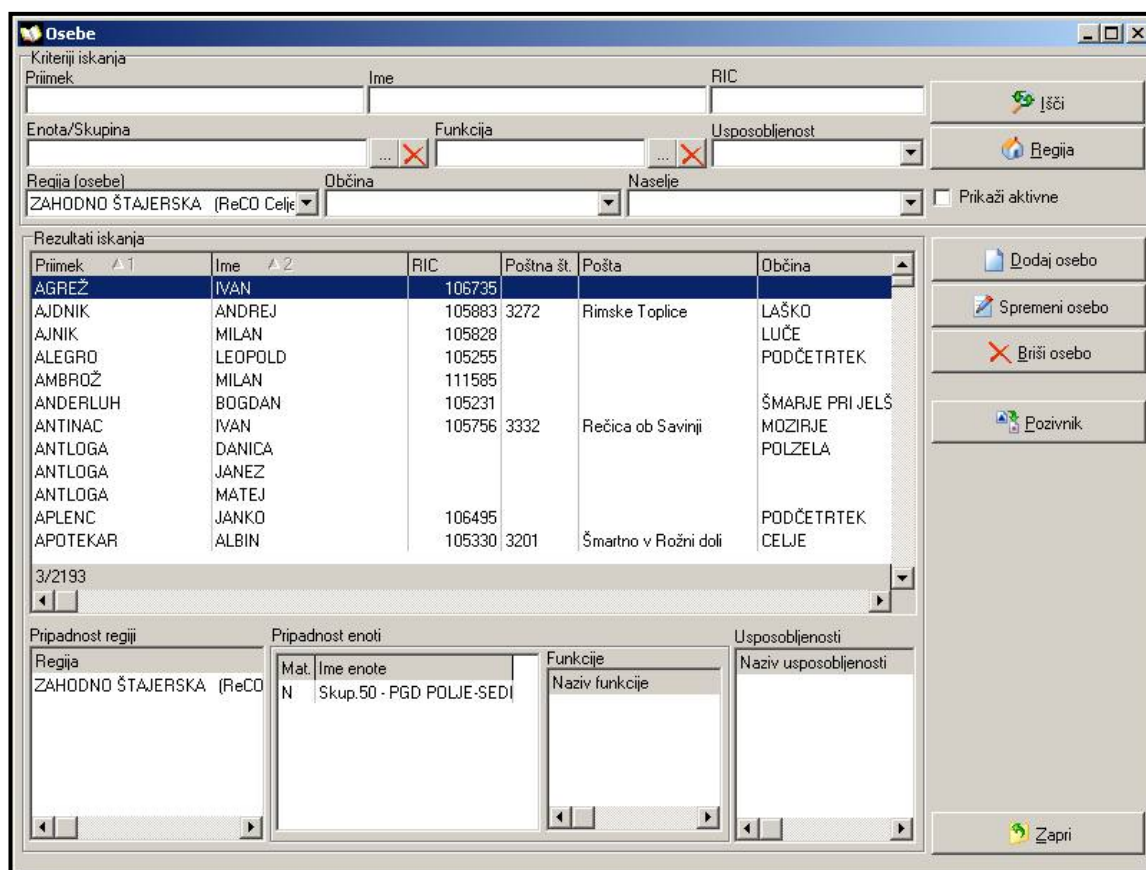 Osebe
Kriteriji iskanja
Priimek Ime RIC
Išči
Enota/Skupina Funkcija Usposobljenost
... ...
Regija
Regija (osebe) Občina Naselje
ZAHODNO ŠTAJERSKA (ReCO Celje
Prikaži aktivne
Rezultati iskanja
Priimek 1 Ime 2 RIC Poštna št. Pošta Občina
AGREŽ IVAN 106735
AJDNIK ANDREJ 105883 3272 Rimske Toplice LAŠKO
AJNIK MILAN 105828 LUČE
ALEGRO LEOPOLD 105255 PODČETRTEK
AMBROŽ MILAN 111585
ANDERLUH BOGDAN 105231 ŠMARJE PRI JELŠ
ANTINAC IVAN 105756 3332 Rečica ob Savinji MOZIRJE
ANTLOGA DANICA POLZELA
ANTLOGA JANEZ
ANTLOGA MATEJ
APLENC JANKO 106495 PODČETRTEK
APOTEKAR ALBIN 105330 3201 Šmartno v Rožni doli CELJE
3/2193
Dodaj osebo
Spremeni osebo
Briši osebo
Pozivnik
Pripadnost regiji Pripadnost enoti Usposobljenosti
Regija
ZAHODNO ŠTAJERSKA (ReCO
Mat. Ime enote
N Skup.50 - PGD POLJE-SEDI
Funkcije
Naziv funkcije
Naziv usposobljenosti
Zapri